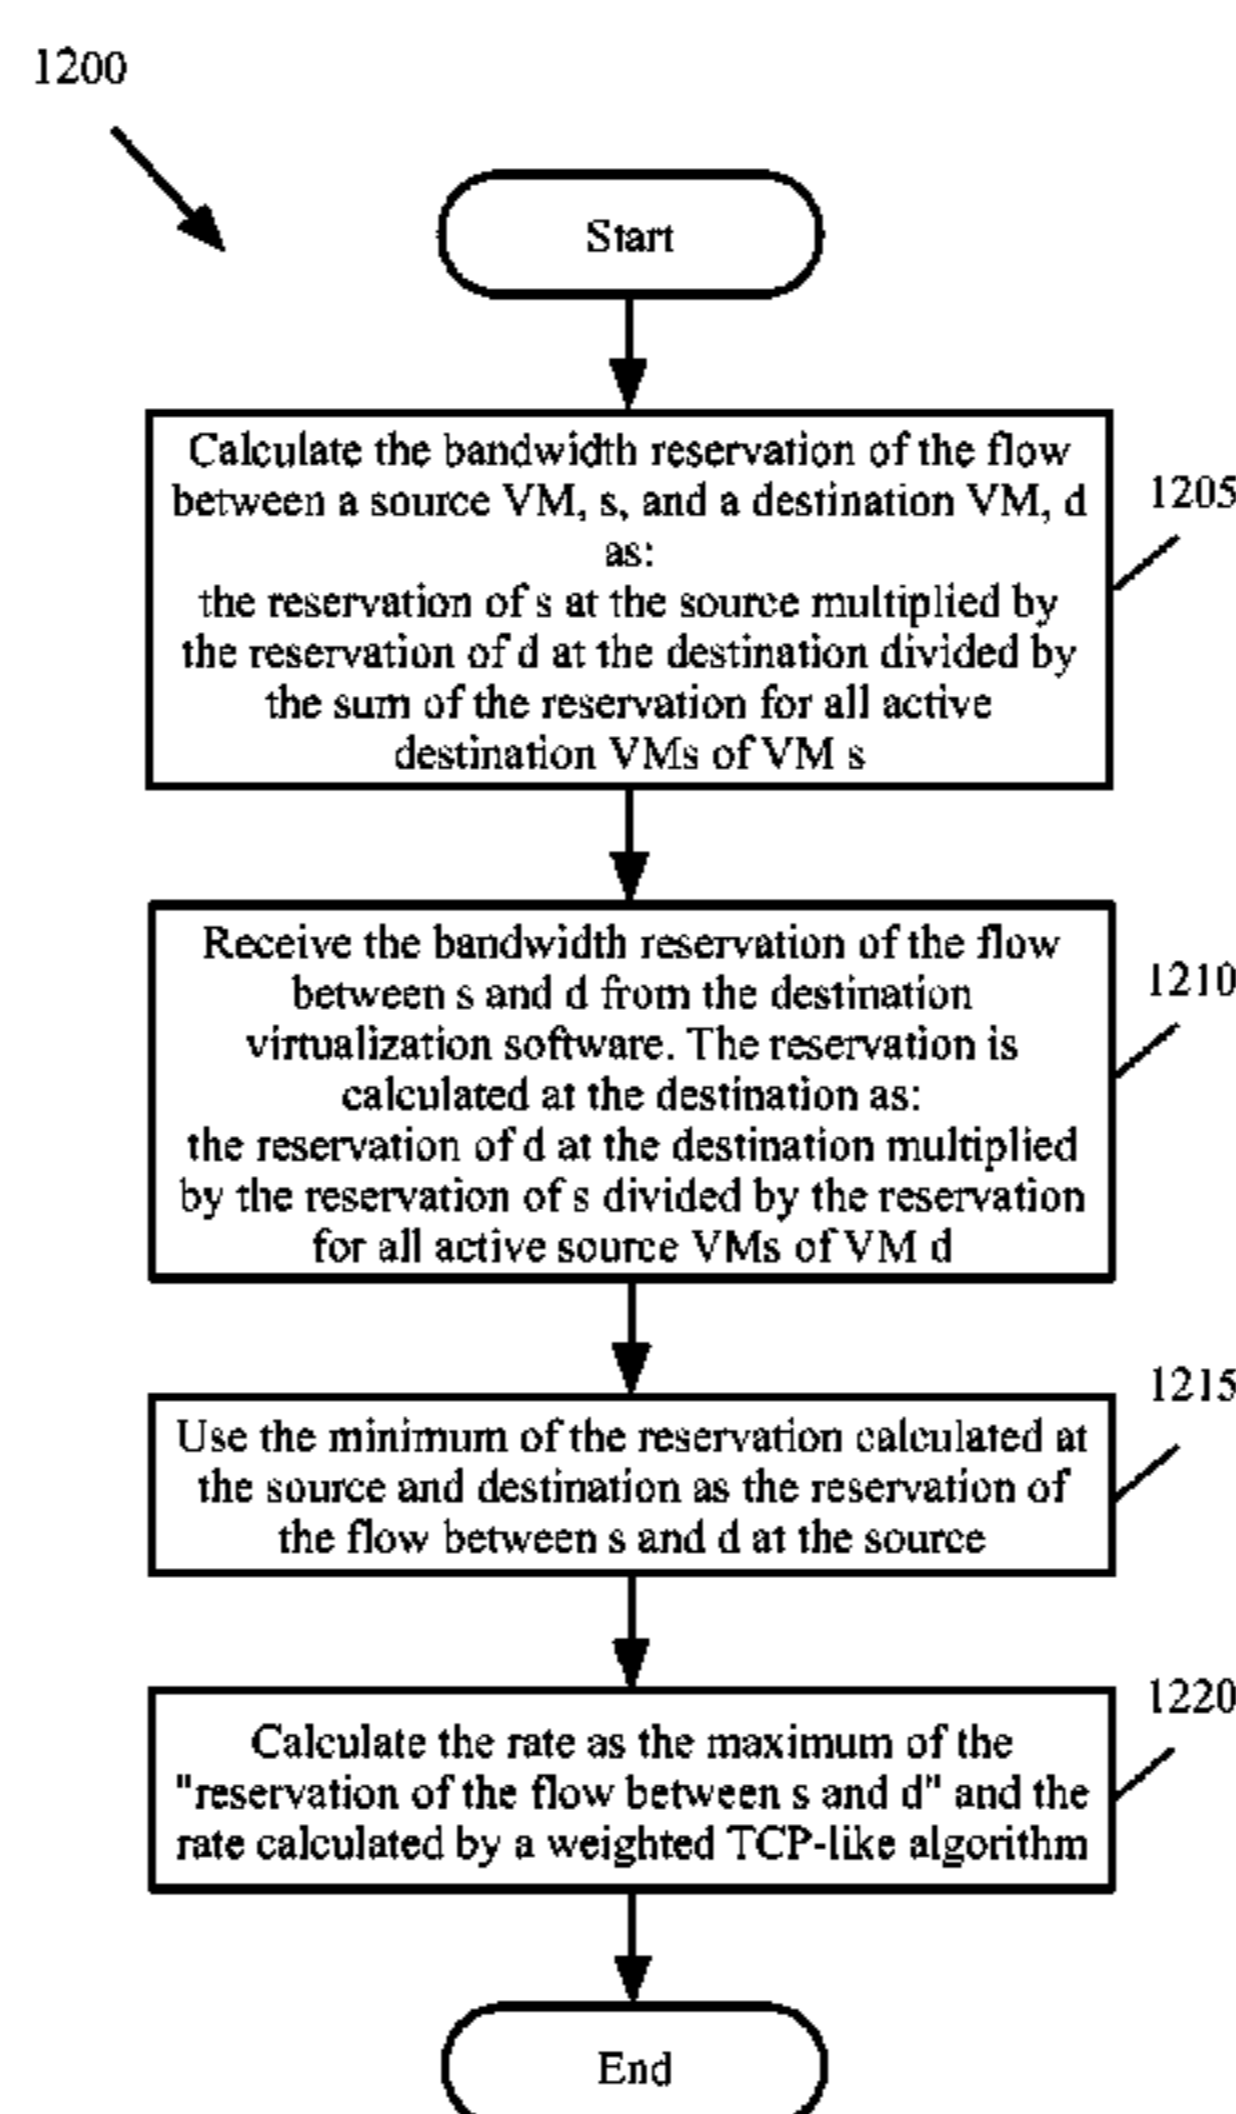 1200
Start
Calculate the bandwidth reservation of the flow
between a source VM, s, and a destination VM, d
as:
the reservation of s at the source multiplied by
the reservation of d at the destination divided by
the sum of the reservation for all active
destination VMs of VM s
1205
Receive the bandwidth reservation of the flow
between s and d from the destination
virtualization software. The reservation is
calculated at the destination as:
the reservation of d at the destination multiplied
by the reservation of s divided by the reservation
for all active source VMs of VM d
1210
Use the minimum of the reservation calculated at
the source and destination as the reservation of
the flow between s and d at the source
1215
Calculate the rate as the maximum of the
"reservation of the flow between s and d" and the
rate calculated by a weighted TCP-like algorithm
1220
End